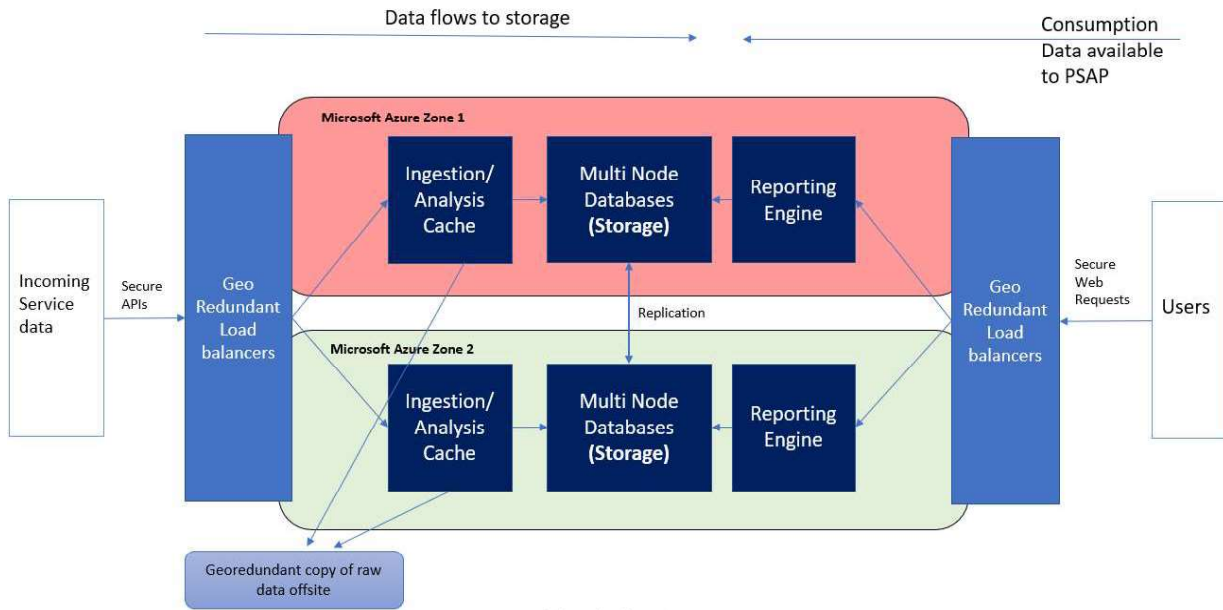 Data flows to storage
Consumption
Data available
to PSAP
Microsoft Azure Zone 1
Ingestion/
Analysis
Cache
Multi Node
Databases
(Storage)
Reporting
Engine
Incoming
Service
data
Secure
APIs
Geo
Redundant
Load
balancers
Replication
Geo
Redundant
Load
balancers
Secure
Web
Requests
Users
Microsoft Azure Zone 2
Ingestion/
Analysis
Cache
Multi Node
Databases
(Storage)
Reporting
Engine
Georedundant copy of raw
data offsite